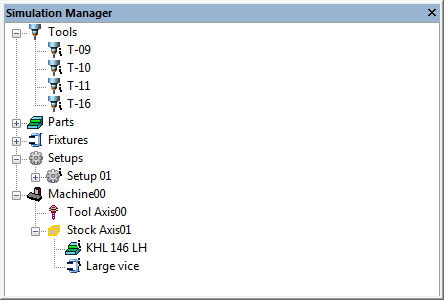 Simulation Manager
Tools
T-09
T-10
T-11
T-16
Parts
Fixtures
Setups
Setup 01
Machine00
Tool Axis00
Stock Axis01
KHL 146 LH
Large vice